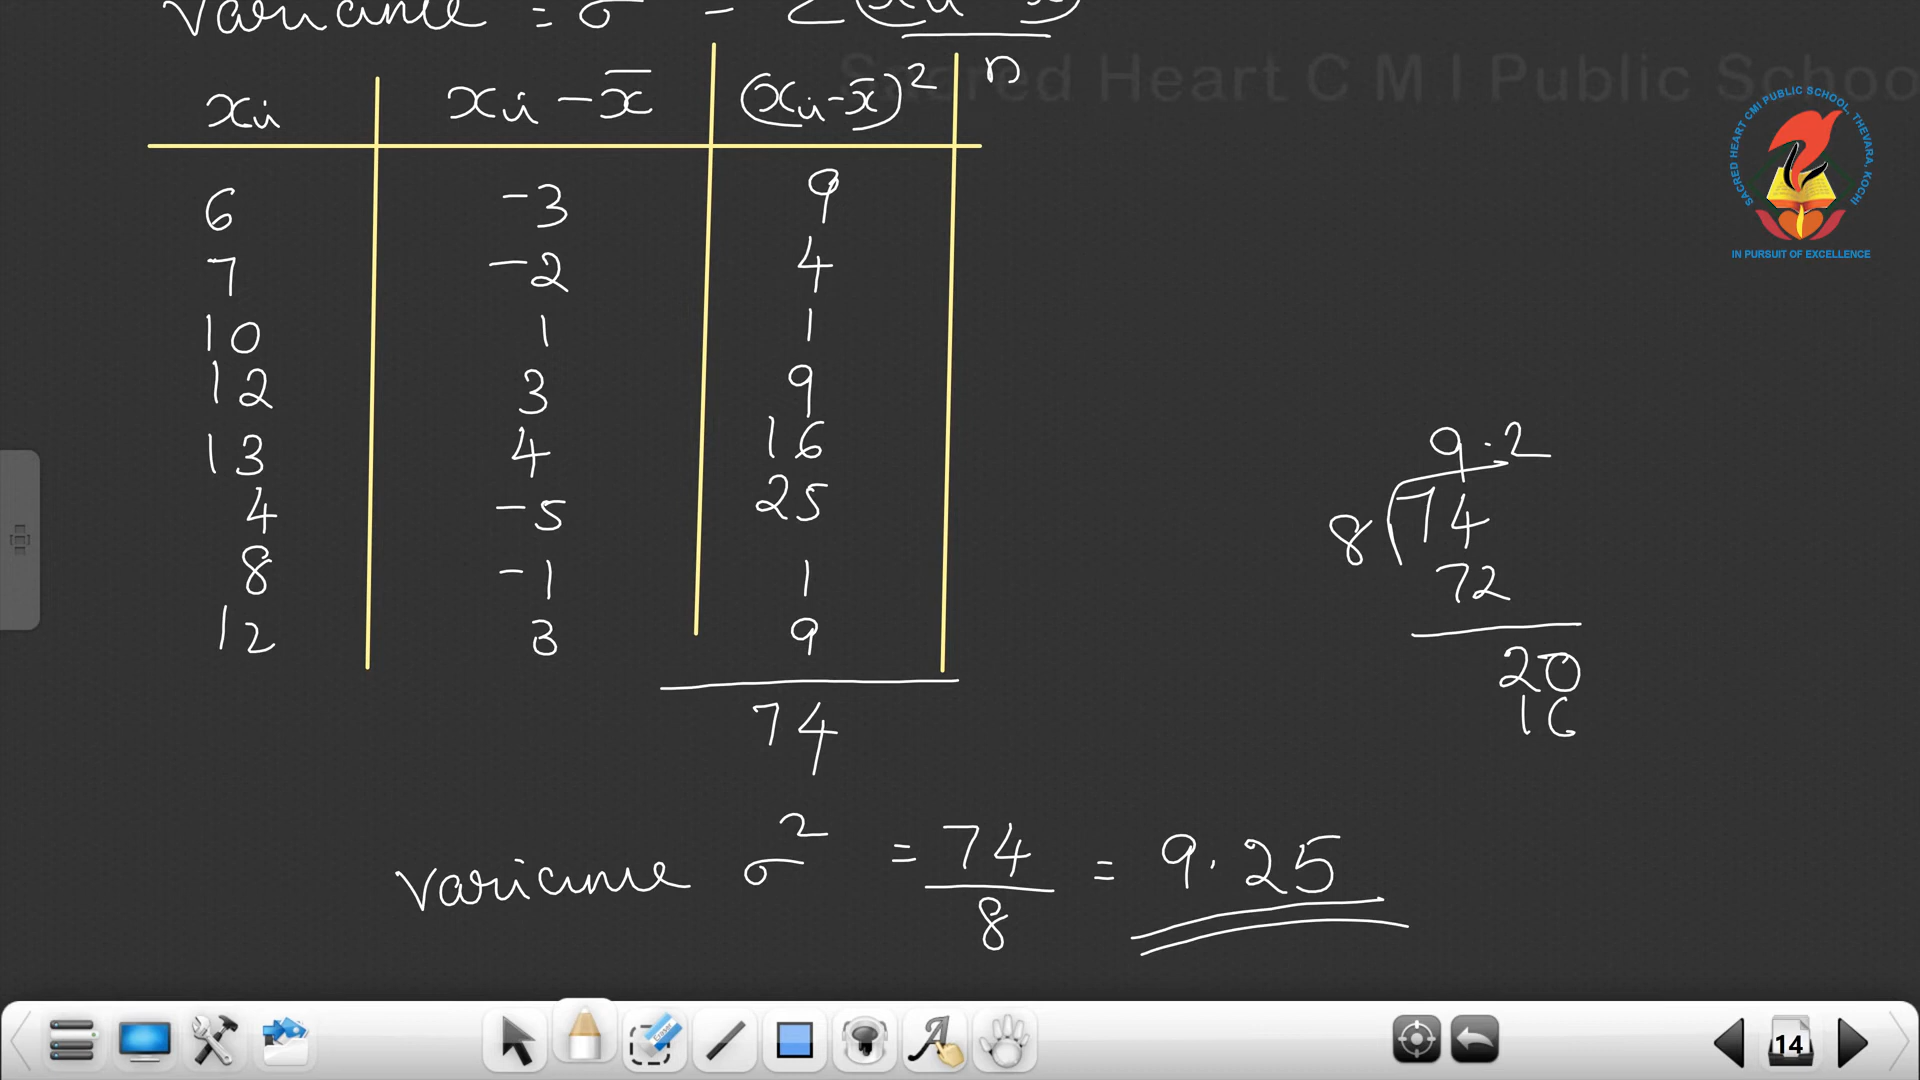 Variance = σ² = Σ(xi - x̄)²
n
Sacred Heart C M I Public Schoo
SACRED HEART CMI PUBLIC SCHOOL, THEVARA, KOCHI
IN PURSUIT OF EXCELLENCE
xi xi - x̄ (xi - x̄)²
6 -3 9
7 -2 4
10 1 1
12 3 9
13 4 16
4 -5 25
8 -1 1
12 3 9
74
9.2
8 74
72
20
16
variance σ² = 74/8 = 9.25
14